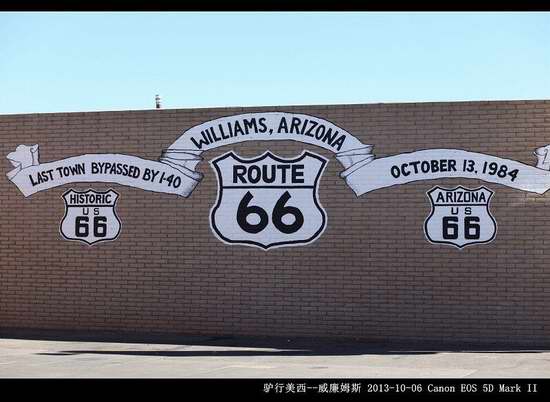 WILLIAMS, ARIZONA
LAST TOWN BYPASSED BY I-40
OCTOBER 13, 1984
HISTORIC
US
66
ROUTE
66
ARIZONA
US
66
驴行美西--威廉姆斯 2013-10-06 Canon EOS 5D Mark II